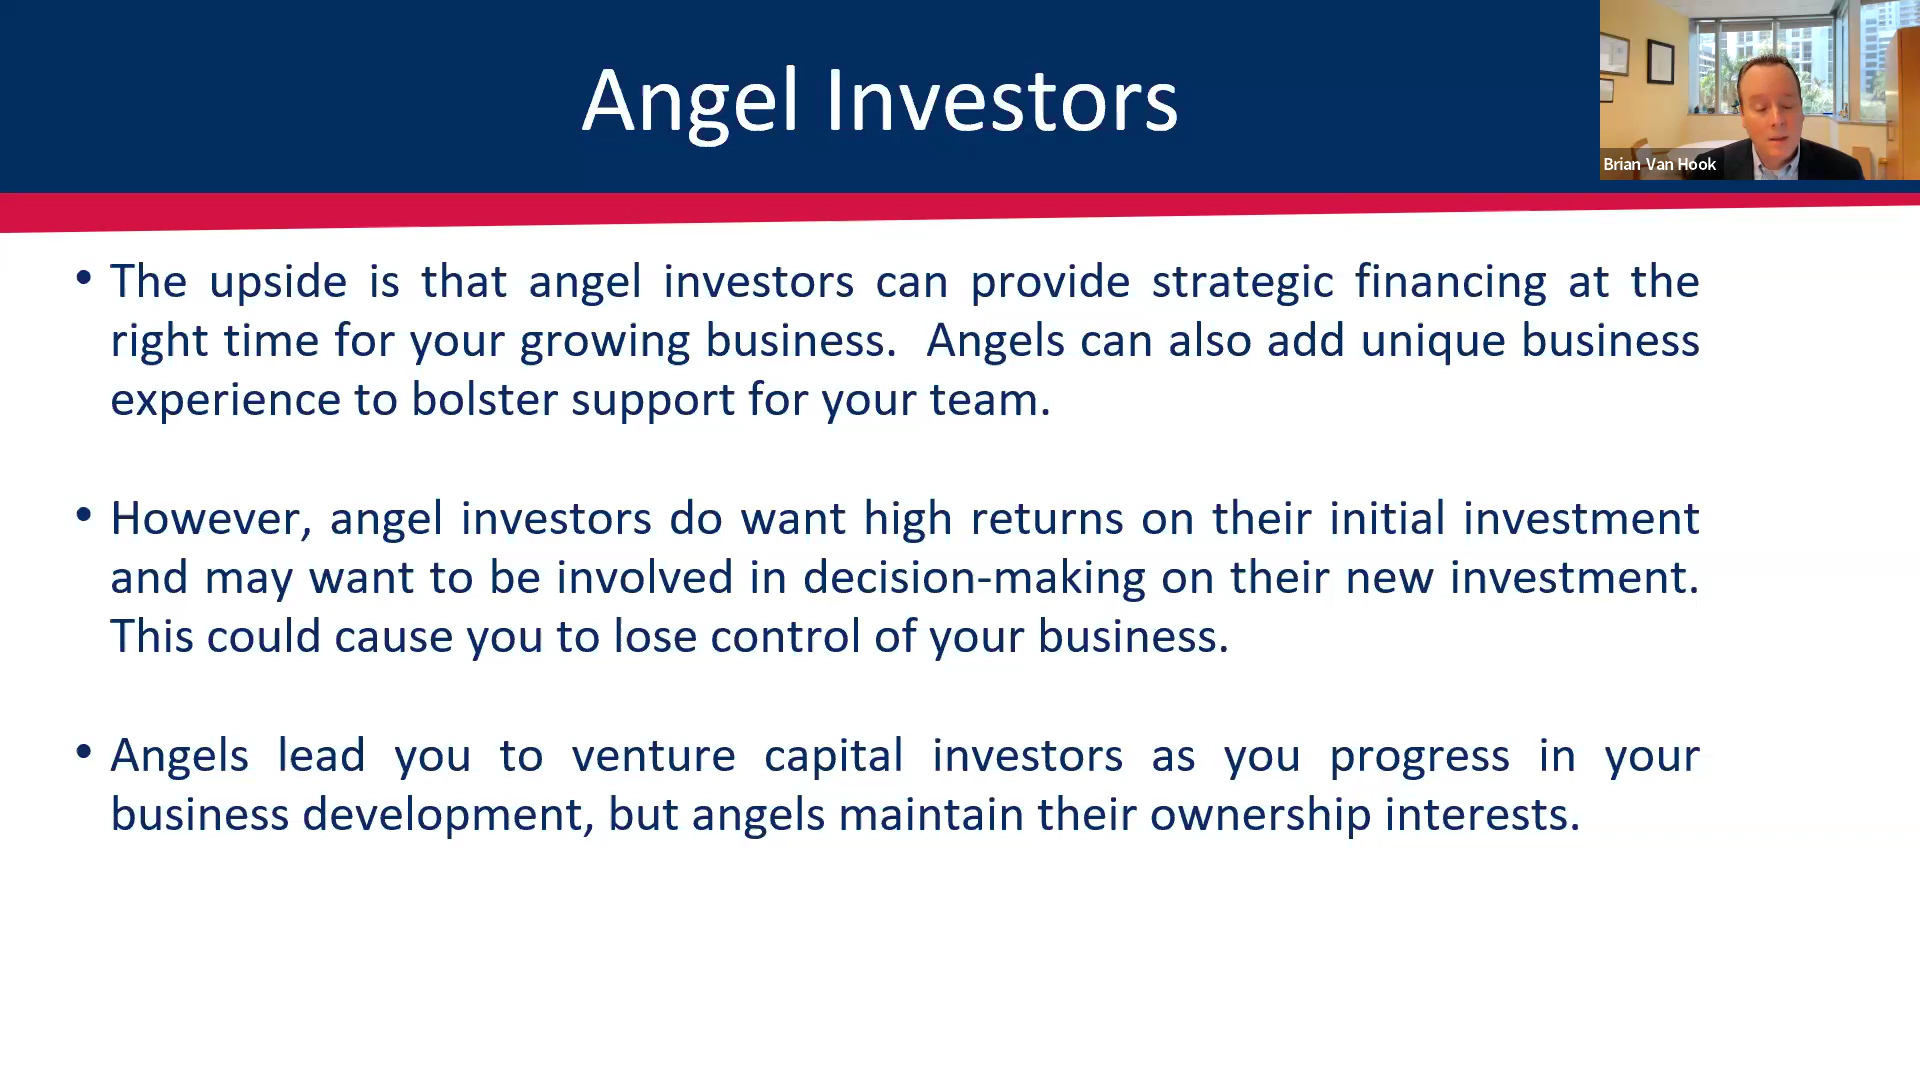 Angel Investors
Brian Van Hook
• The upside is that angel investors can provide strategic financing at the
right time for your growing business.  Angels can also add unique business
experience to bolster support for your team.
• However, angel investors do want high returns on their initial investment
and may want to be involved in decision-making on their new investment.
This could cause you to lose control of your business.
• Angels lead you to venture capital investors as you progress in your
business development, but angels maintain their ownership interests.